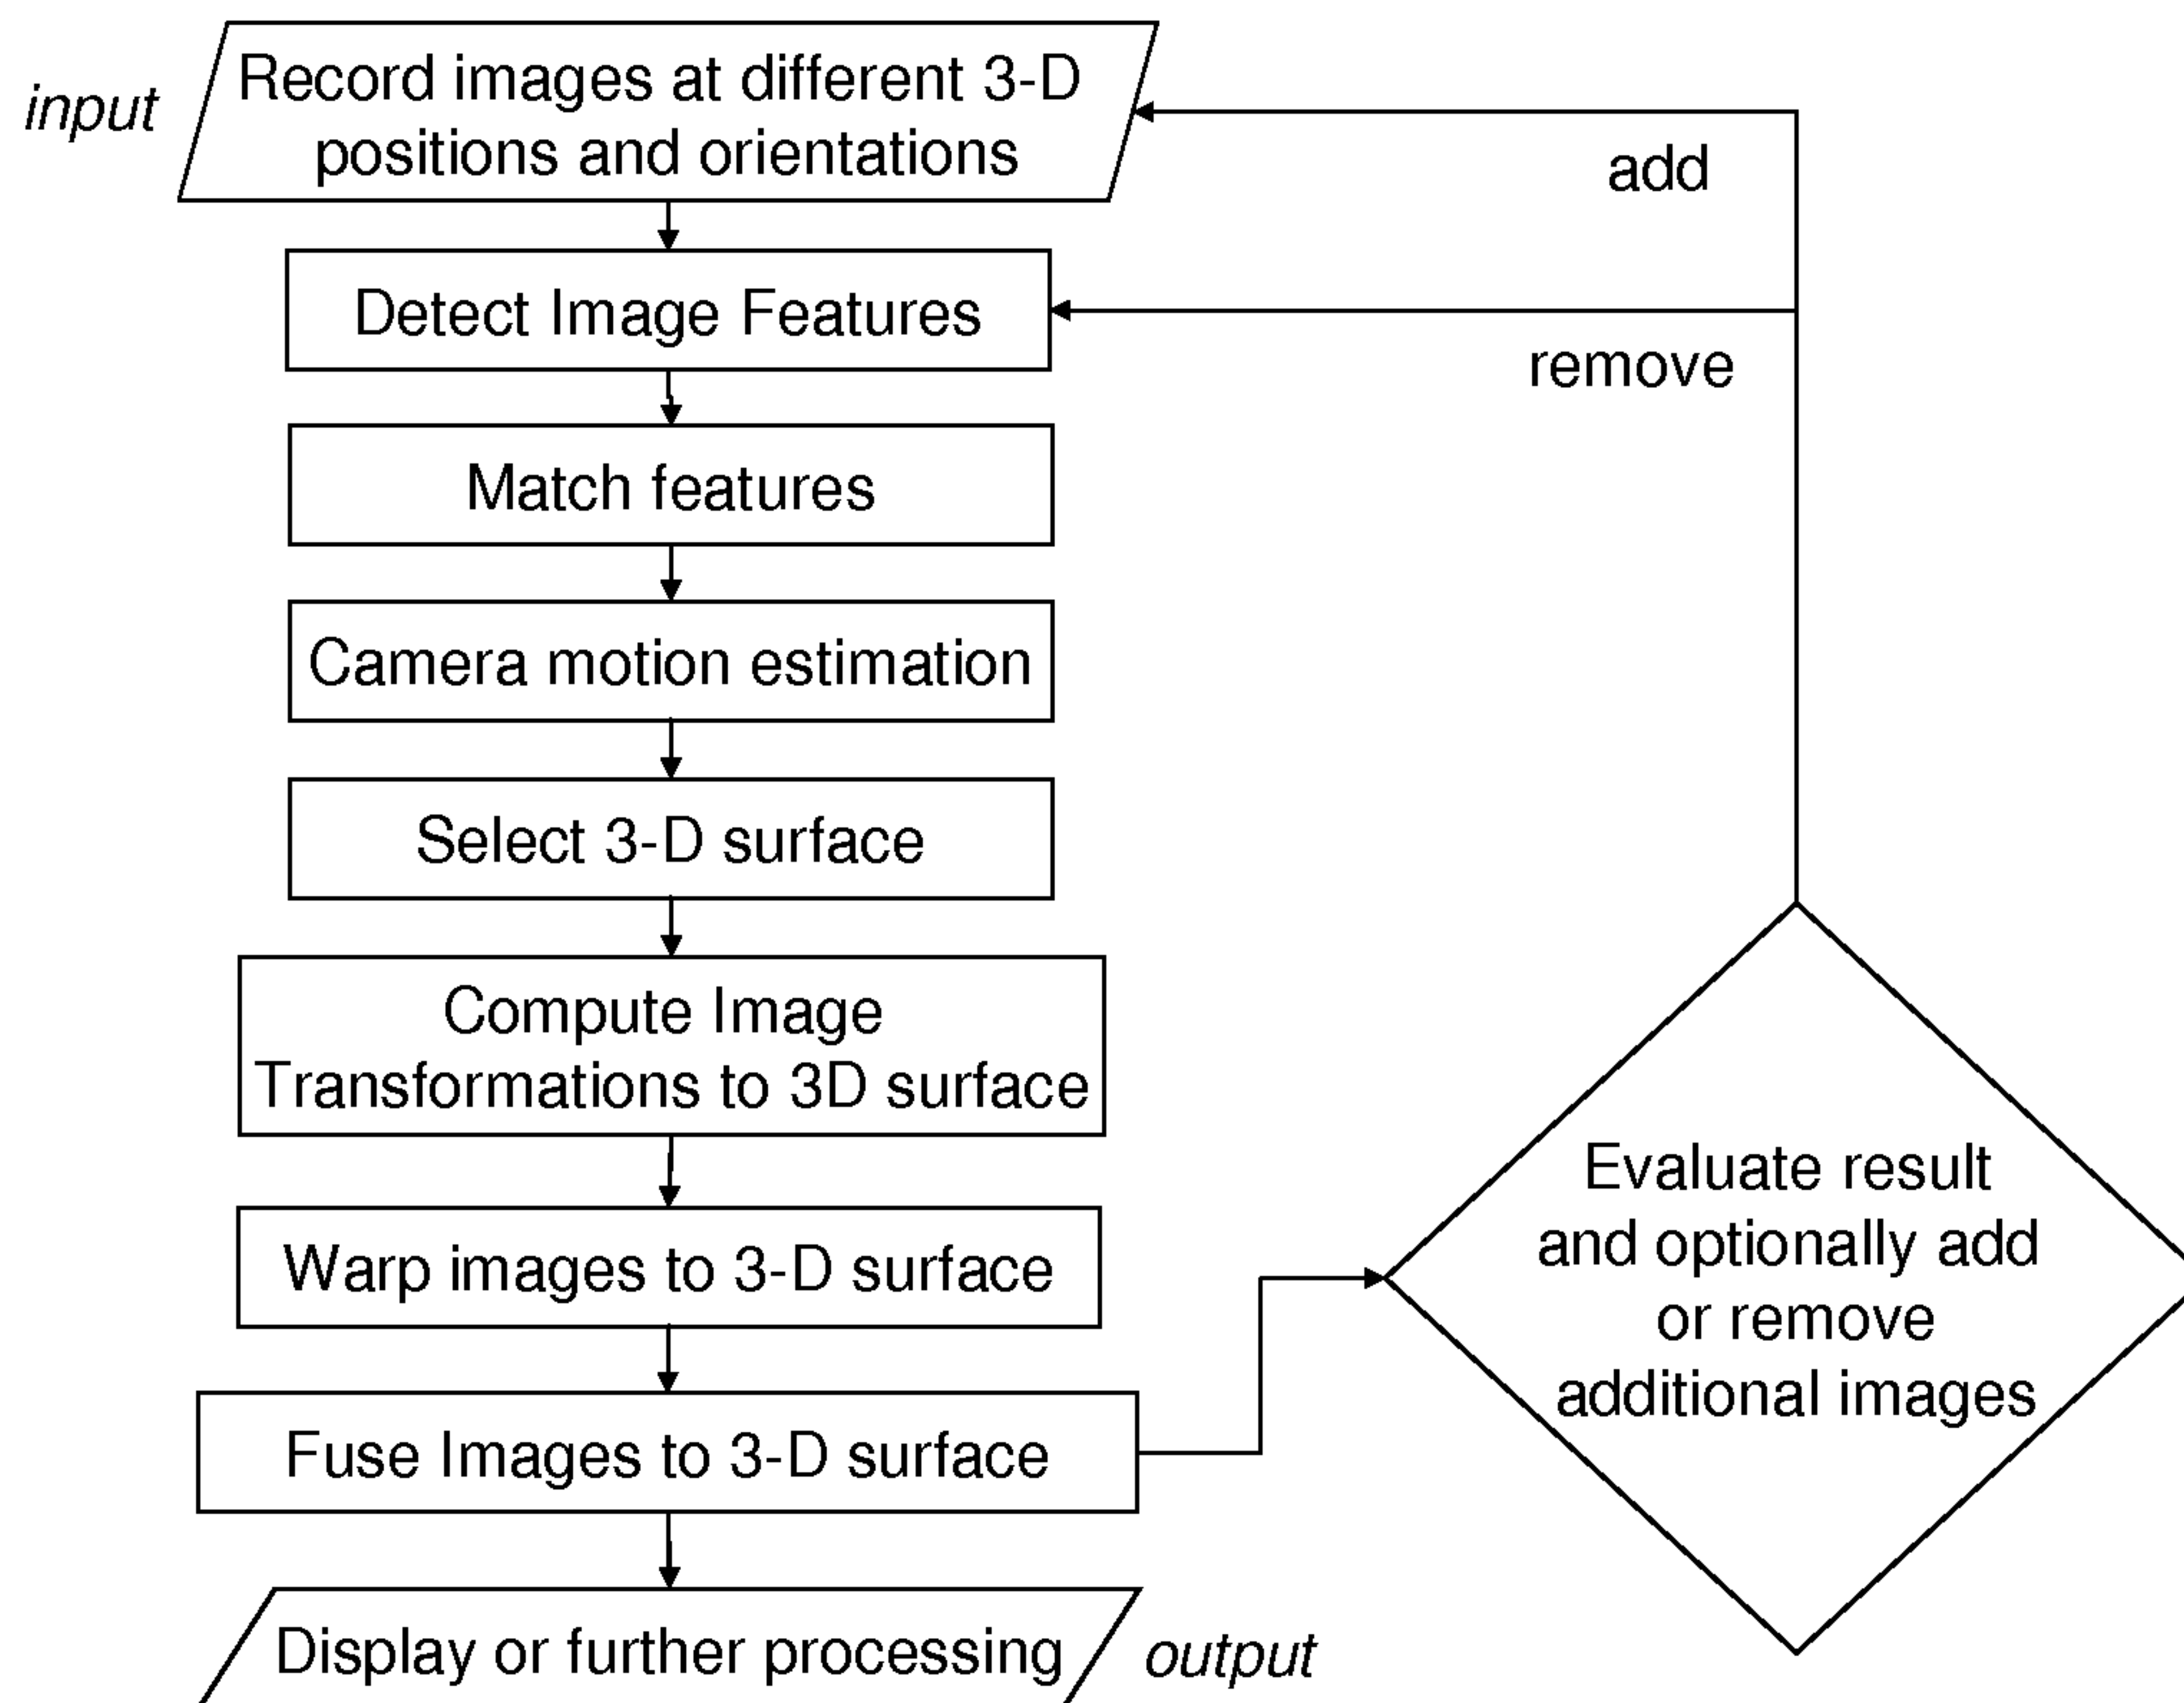 input
Record images at different 3-D
positions and orientations
add
Detect Image Features
remove
Match features
Camera motion estimation
Select 3-D surface
Compute Image
Transformations to 3D surface
Warp images to 3-D surface
Evaluate result
and optionally add
or remove
additional images
Fuse Images to 3-D surface
Display or further processing
output